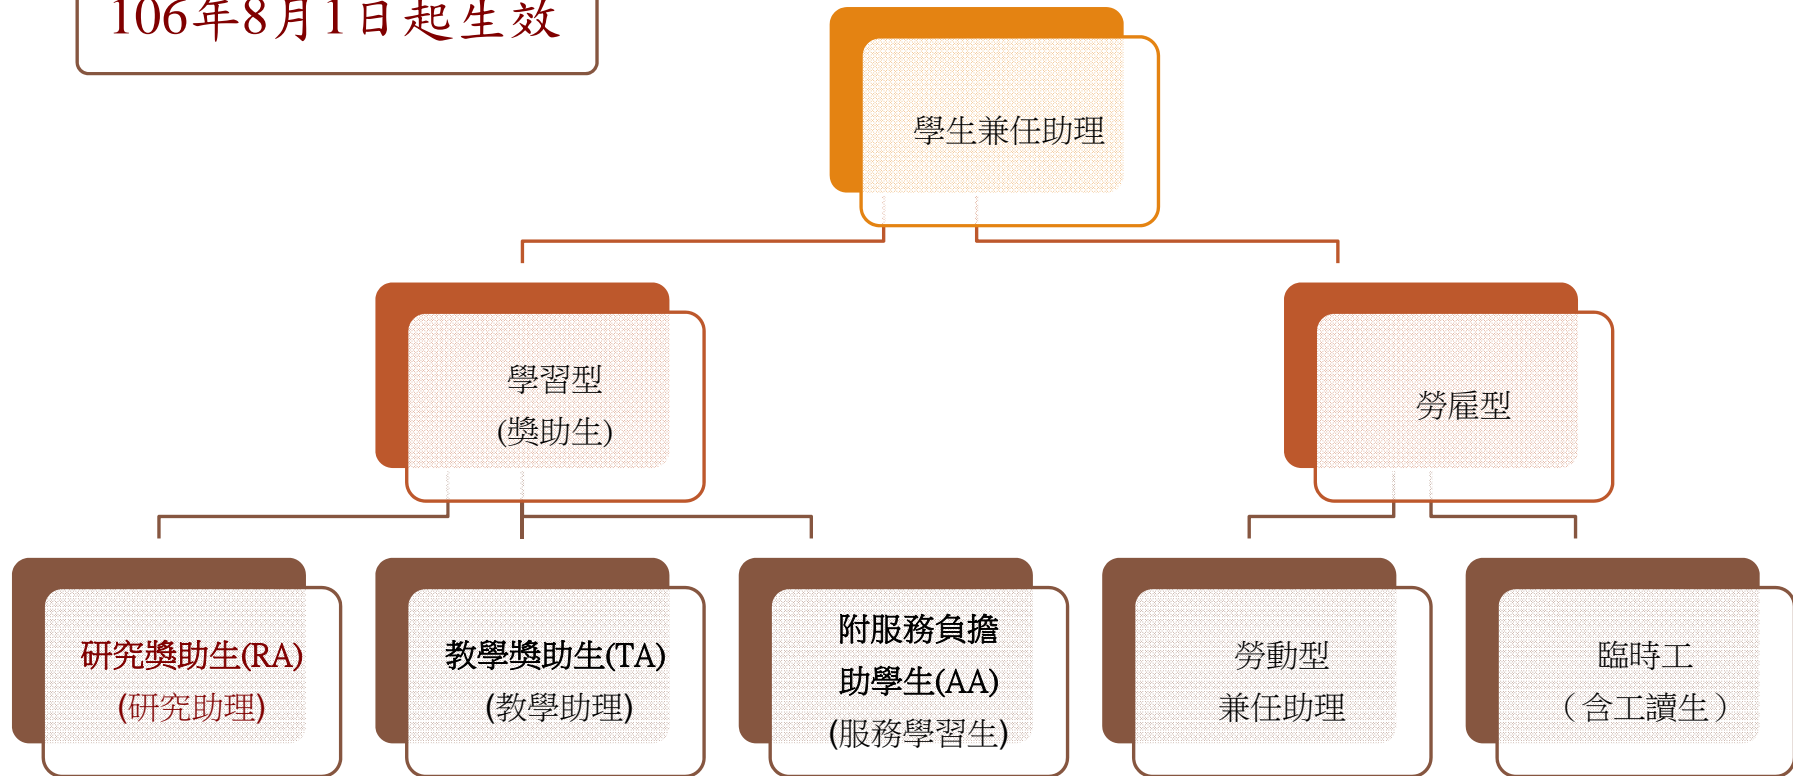 106年8月1日起生效
學生兼任助理
學習型
(獎助生)
勞雇型
研究獎助生(RA)
(研究助理)
教學獎助生(TA)
(教學助理)
附服務負擔
助學生(AA)
(服務學習生)
勞動型
兼任助理
臨時工
（含工讀生）